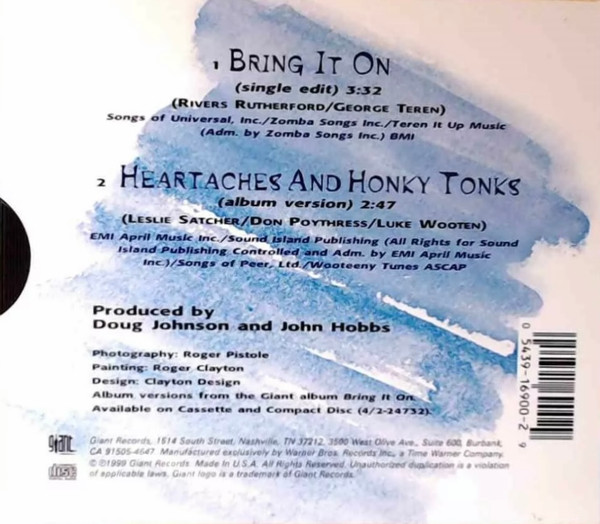 1 BRING IT ON
(single edit) 3:32
(RIVERS RUTHERFORD/GEORGE TEREN)
Songs of Universal, Inc./Zomba Songs Inc./Teren It Up Music
(Adm. by Zomba Songs Inc.) BMI
2 HEARTACHES AND HONKY TONKS
(album version) 2:47
(LESLIE SATCHER/DON POYTHRESS/LUKE WOOTEN)
EMI April Music Inc./Sound Island Publishing (All Rights for Sound
Island Publishing Controlled and Adm. by EMI April Music
Inc.)/Songs of Peer, Ltd./Wooteeny Tunes ASCAP
Produced by
Doug Johnson and John Hobbs
Photography: Roger Pistole
Painting: Roger Clayton
Design: Clayton Design
Album versions from the Giant album Bring It On.
Available on Cassette and Compact Disc (4/2-24732).
0 54391-16900-2 9
giant
Giant Records, 1514 South Street, Nashville, TN 37212, 3500 West Olive Ave., Suite 600, Burbank,
CA 91505-4647. Manufactured exclusively by Warner Bros. Records Inc., a Time Warner Company.
© ℗1999 Giant Records. Made in U.S.A. All Rights Reserved. Unauthorized duplication is a violation
of applicable laws. Giant logo is a trademark of Giant Records.
disc